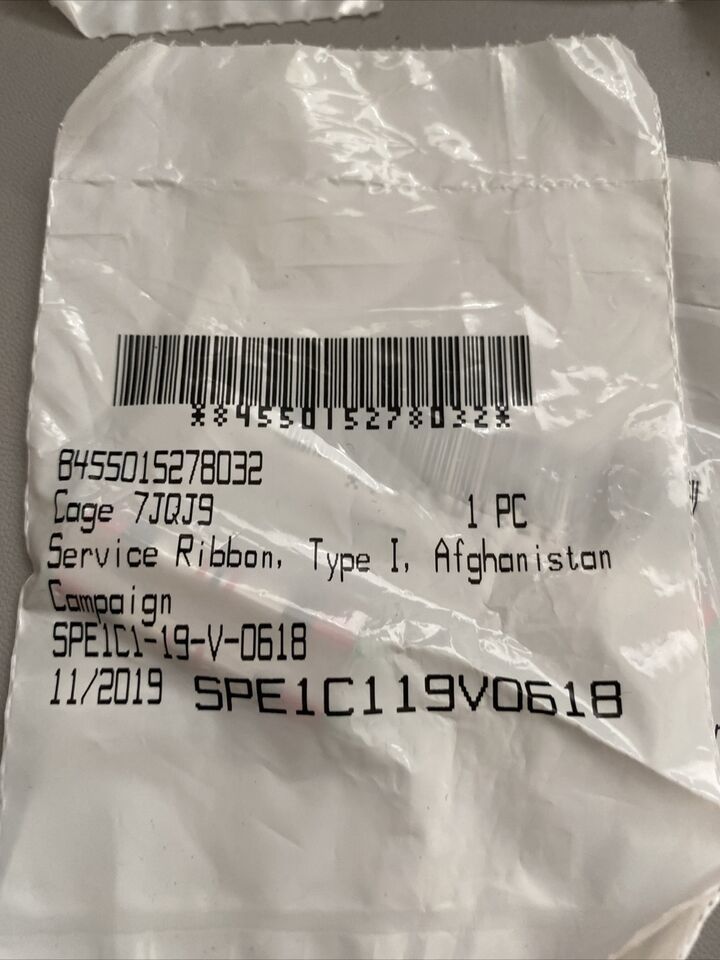 *8455015278032*
8455015278032
Cage 7JQJ9 1 PC
Service Ribbon, Type I, Afghanistan
Campaign
SPE1C1-19-V-0618
11/2019 SPE1C119V0618